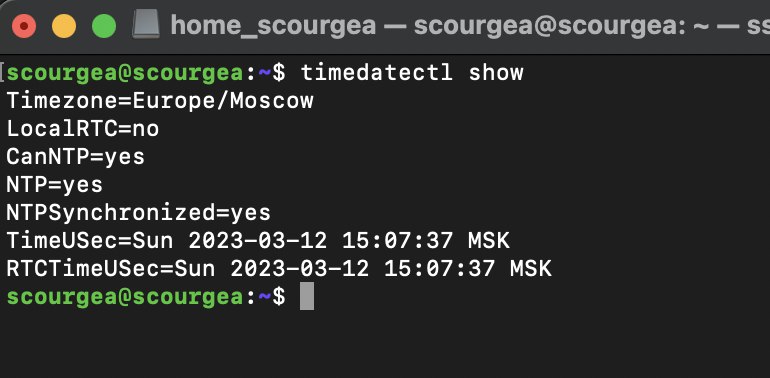 home_scourgea — scourgea@scourgea: ~ — ss
scourgea@scourgea:~$ timedatectl show
Timezone=Europe/Moscow
LocalRTC=no
CanNTP=yes
NTP=yes
NTPSynchronized=yes
TimeUSec=Sun 2023-03-12 15:07:37 MSK
RTCTimeUSec=Sun 2023-03-12 15:07:37 MSK
scourgea@scourgea:~$